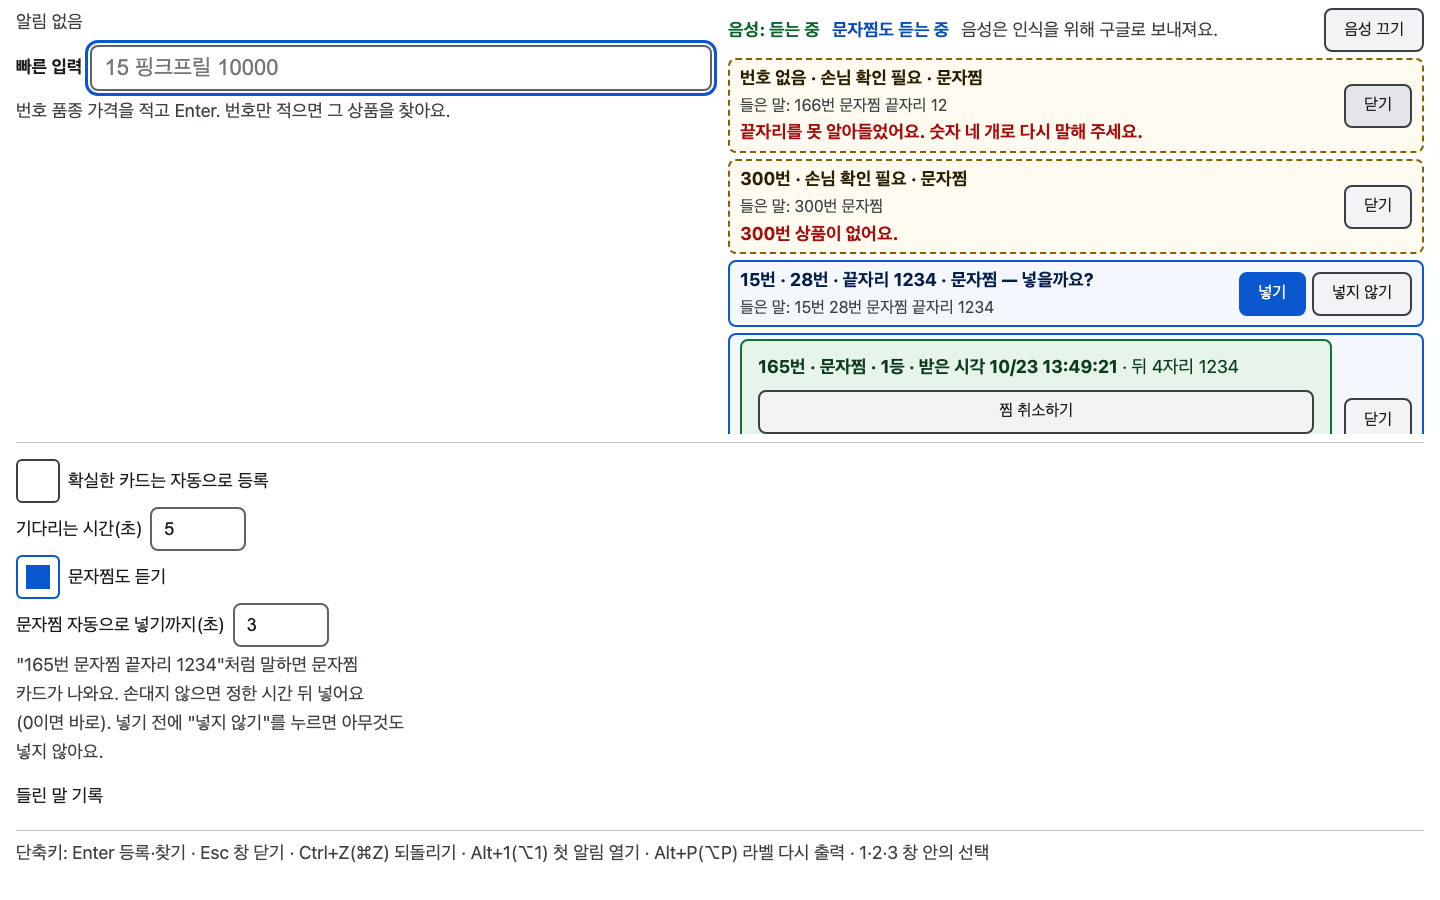 알림 없음
빠른 입력
15 핑크프릴 10000
번호 품종 가격을 적고 Enter. 번호만 적으면 그 상품을 찾아요.
음성: 듣는 중 문자찜도 듣는 중 음성은 인식을 위해 구글로 보내져요.
음성 끄기
번호 없음 · 손님 확인 필요 · 문자찜
들은 말: 166번 문자찜 끝자리 12
끝자리를 못 알아들었어요. 숫자 네 개로 다시 말해 주세요.
닫기
300번 · 손님 확인 필요 · 문자찜
들은 말: 300번 문자찜
300번 상품이 없어요.
닫기
15번 · 28번 · 끝자리 1234 · 문자찜 — 넣을까요?
들은 말: 15번 28번 문자찜 끝자리 1234
넣기
넣지 않기
165번 · 문자찜 · 1등 · 받은 시각 10/23 13:49:21 · 뒤 4자리 1234
찜 취소하기
닫기
확실한 카드는 자동으로 등록
기다리는 시간(초) 5
문자찜도 듣기
문자찜 자동으로 넣기까지(초) 3
"165번 문자찜 끝자리 1234"처럼 말하면 문자찜
카드가 나와요. 손대지 않으면 정한 시간 뒤 넣어요
(0이면 바로). 넣기 전에 "넣지 않기"를 누르면 아무것도
넣지 않아요.
들린 말 기록
단축키: Enter 등록·찾기 · Esc 창 닫기 · Ctrl+Z(⌘Z) 되돌리기 · Alt+1(⌥1) 첫 알림 열기 · Alt+P(⌥P) 라벨 다시 출력 · 1·2·3 창 안의 선택